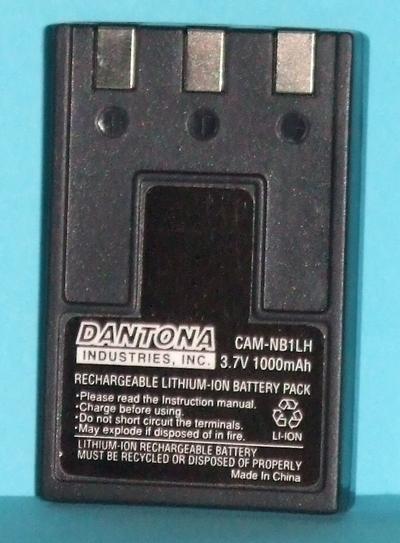 DANTONA
INDUSTRIES, INC.
CAM-NB1LH
3.7V 1000mAh
RECHARGEABLE LITHIUM-ION BATTERY PACK
•Please read the Instruction manual.
•Charge before using.
•Do not short circuit the terminals.
•May explode if disposed of in fire.
LI-ION
LITHIUM-ION RECHARGEABLE BATTERY
MUST BE RECYCLED OR DISPOSED OF PROPERLY
Made In China